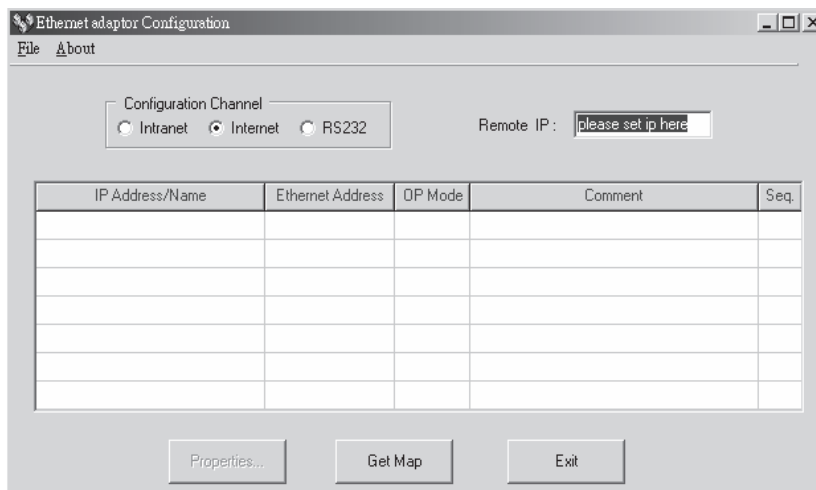 Ethernet adaptor Configuration
File About
Configuration Channel
Intranet Internet RS232
Remote IP : please set ip here
IP Address/Name Ethernet Address OP Mode Comment Seq.
Properties... Get Map Exit